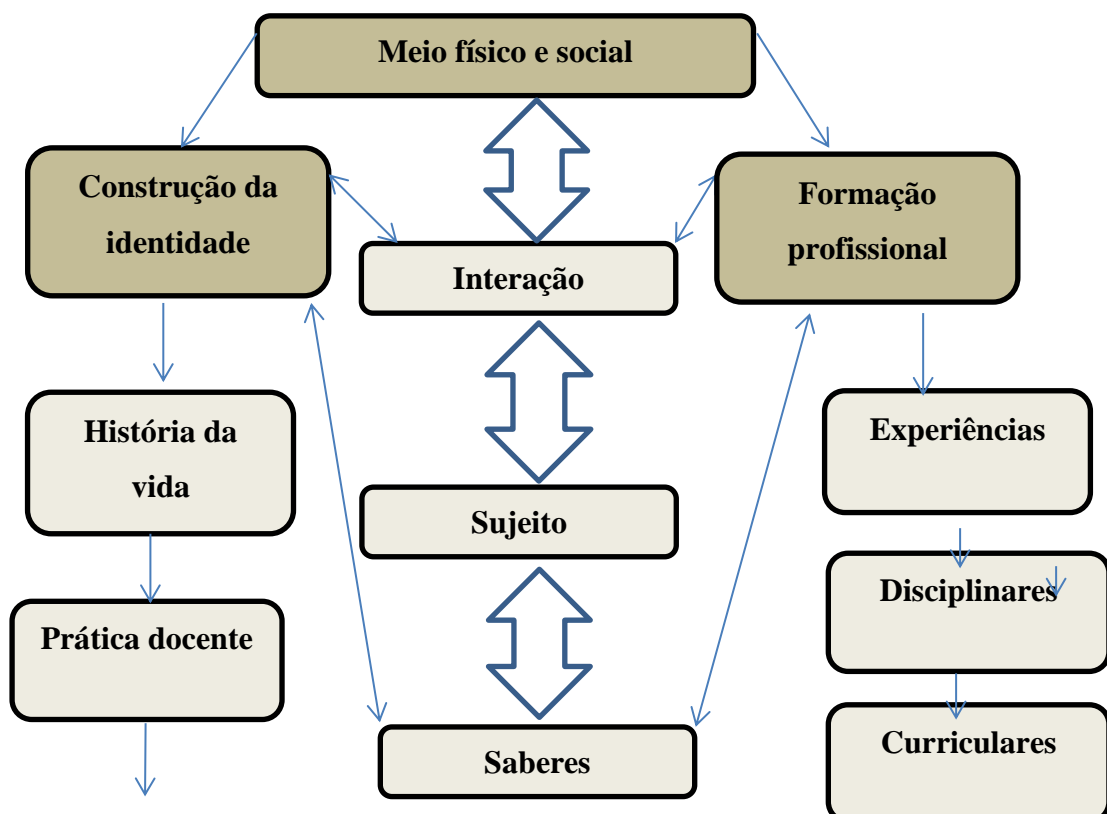 Meio físico e social
Construção da
identidade
Formação
profissional
Interação
História da
vida
Experiências
Sujeito
Disciplinares
Prática docente
Curriculares
Saberes